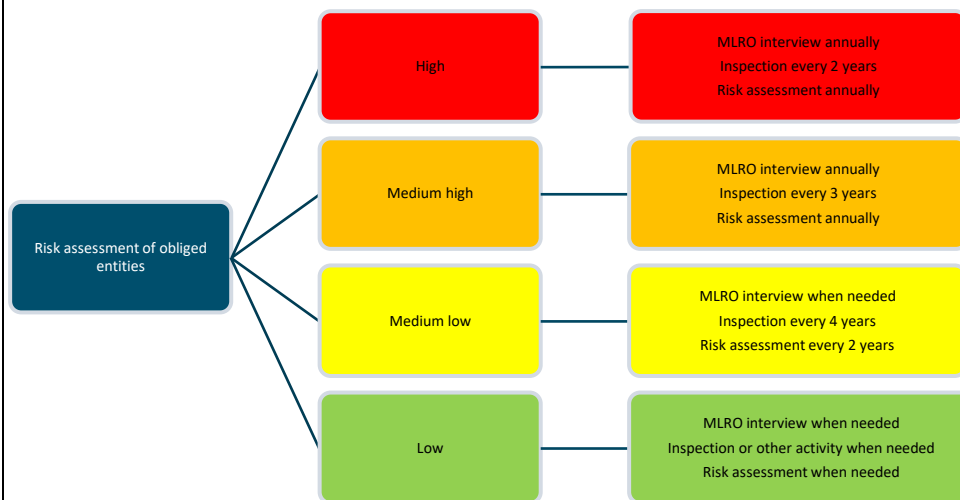 Risk assessment of obliged
entities
High
MLRO interview annually
Inspection every 2 years
Risk assessment annually
Medium high
MLRO interview annually
Inspection every 3 years
Risk assessment annually
Medium low
MLRO interview when needed
Inspection every 4 years
Risk assessment every 2 years
Low
MLRO interview when needed
Inspection or other activity when needed
Risk assessment when needed